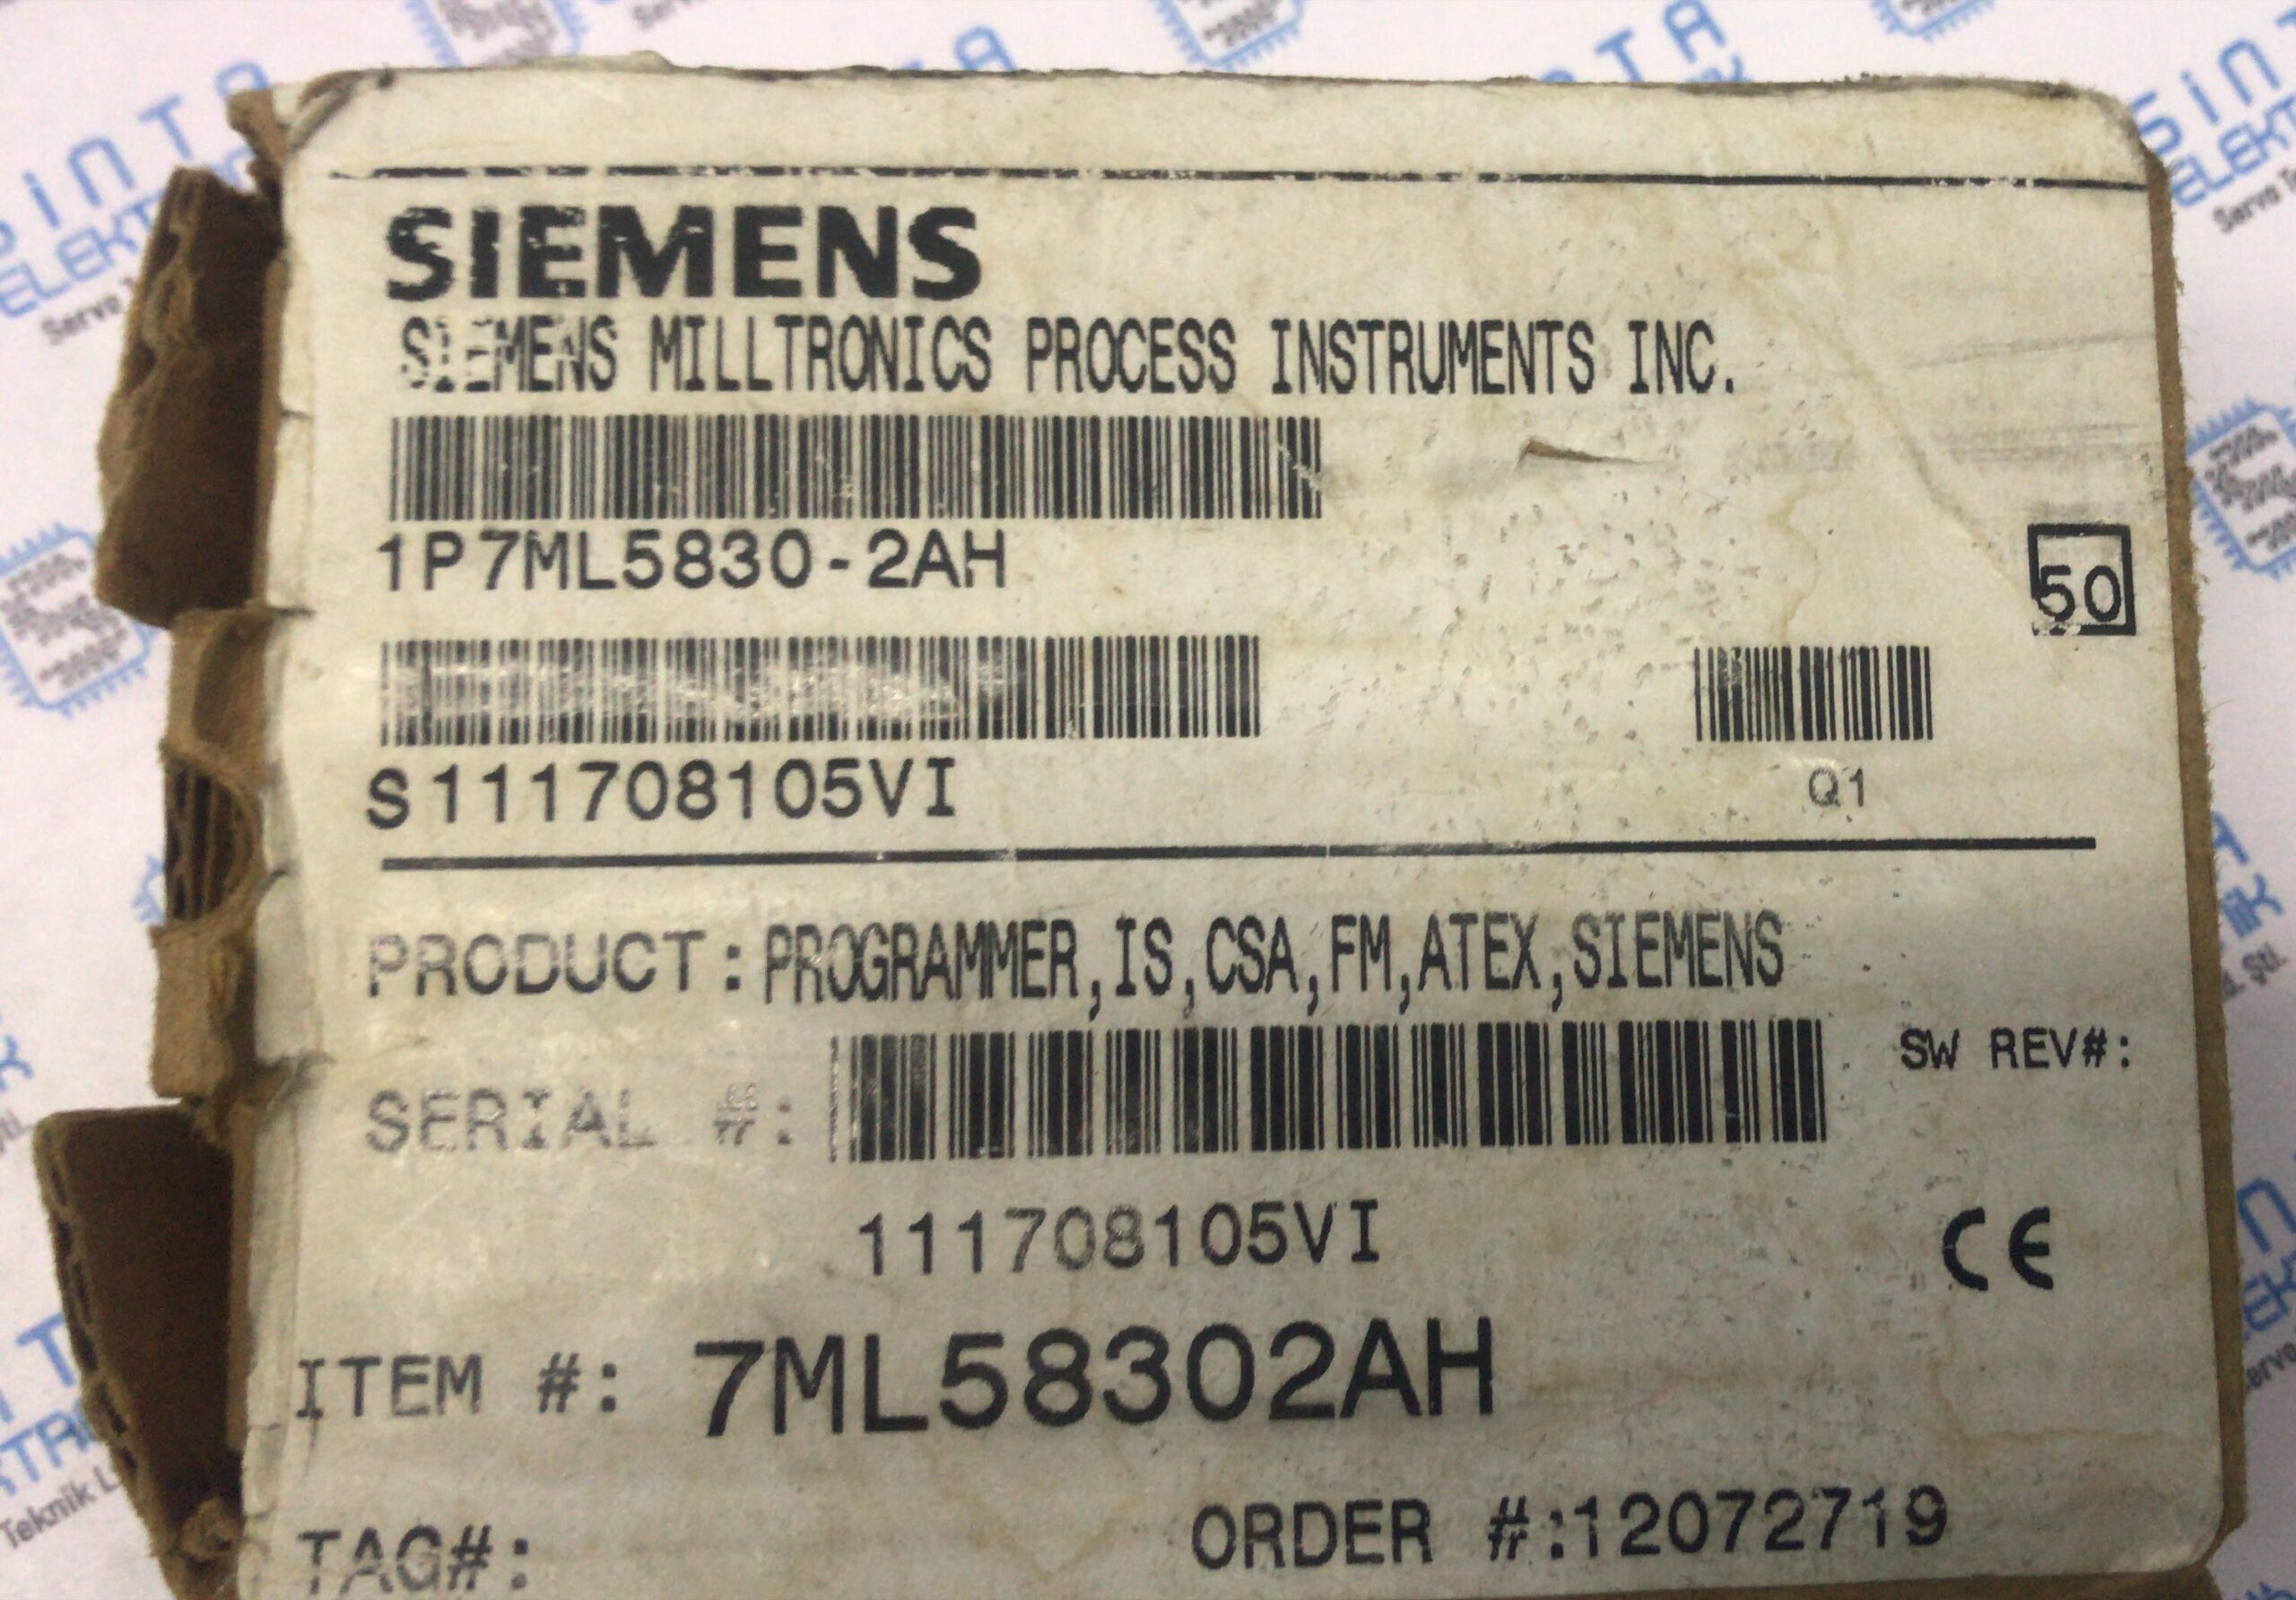 SIEMENS
SIEMENS MILLTRONICS PROCESS INSTRUMENTS INC.
1P7ML5830-2AH
50
S111708105VI
Q1
PRODUCT:PROGRAMMER,IS,CSA,FM,ATEX,SIEMENS
SERIAL #:
SW REV#:
111708105VI
CE
ITEM #: 7ML58302AH
TAG#:
ORDER #:12072719